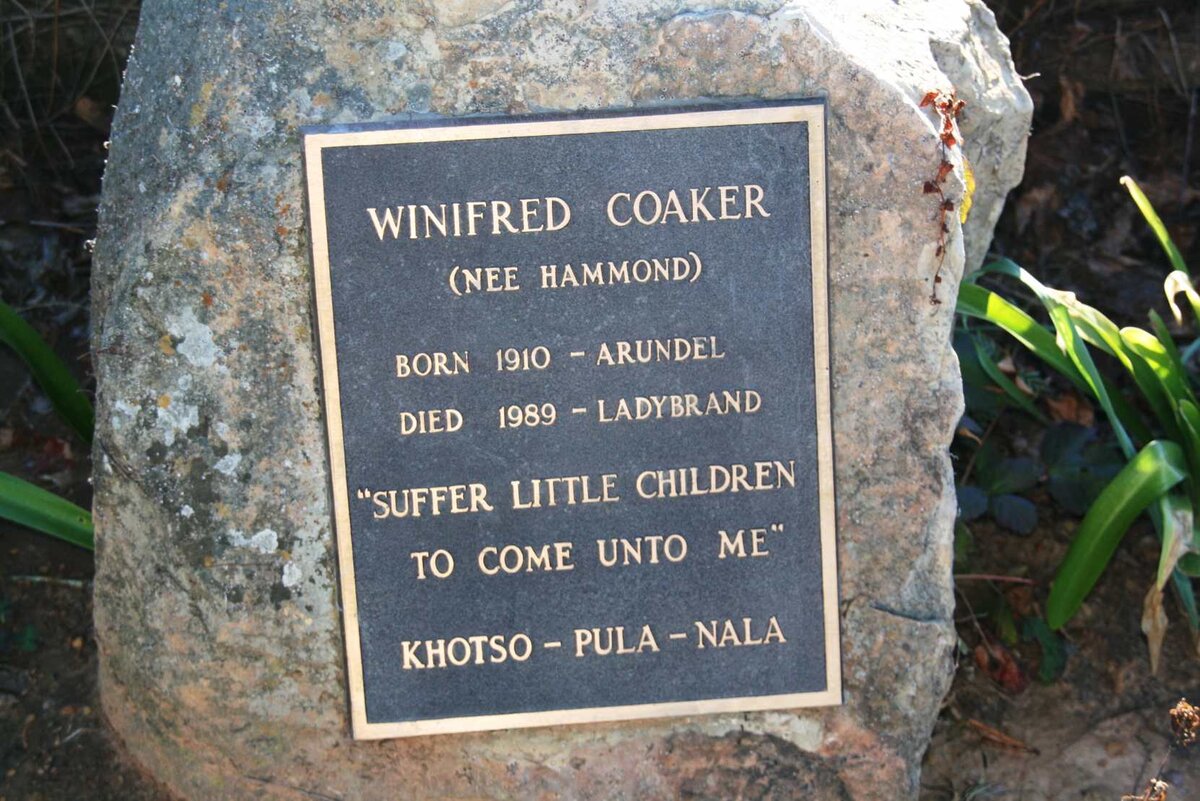 WINIFRED COAKER
(NEE HAMMOND)
BORN 1910 - ARUNDEL
DIED 1989 - LADYBRAND
"SUFFER LITTLE CHILDREN
TO COME UNTO ME"
KHOTSO - PULA - NALA